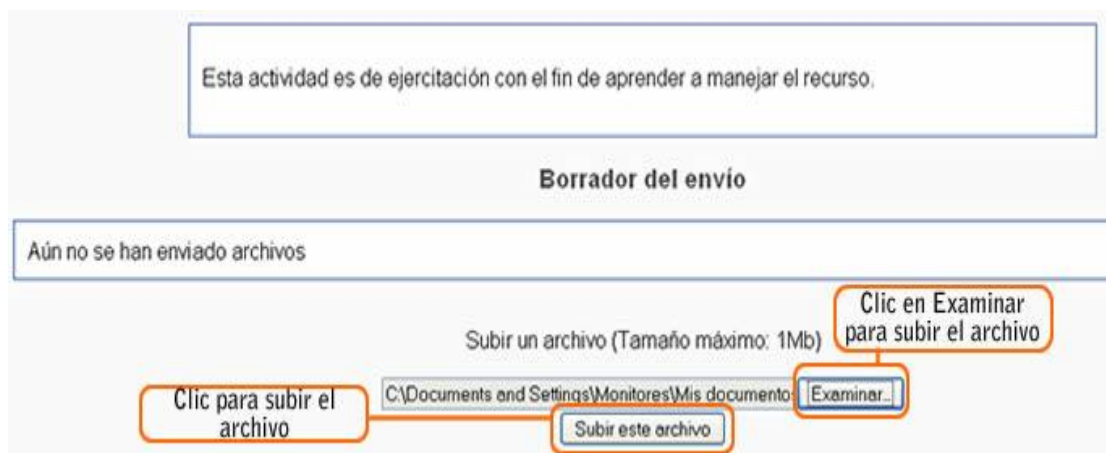 Esta actividad es de ejercitación con el fin de aprender a manejar el recurso.
Borrador del envío
Aún no se han enviado archivos
Clic en Examinar
para subir el archivo
Subir un archivo (Tamaño máximo: 1Mb)
C:\Documents and Settings\Monitores\Mis documento
Examinar...
Clic para subir el
archivo
Subir este archivo